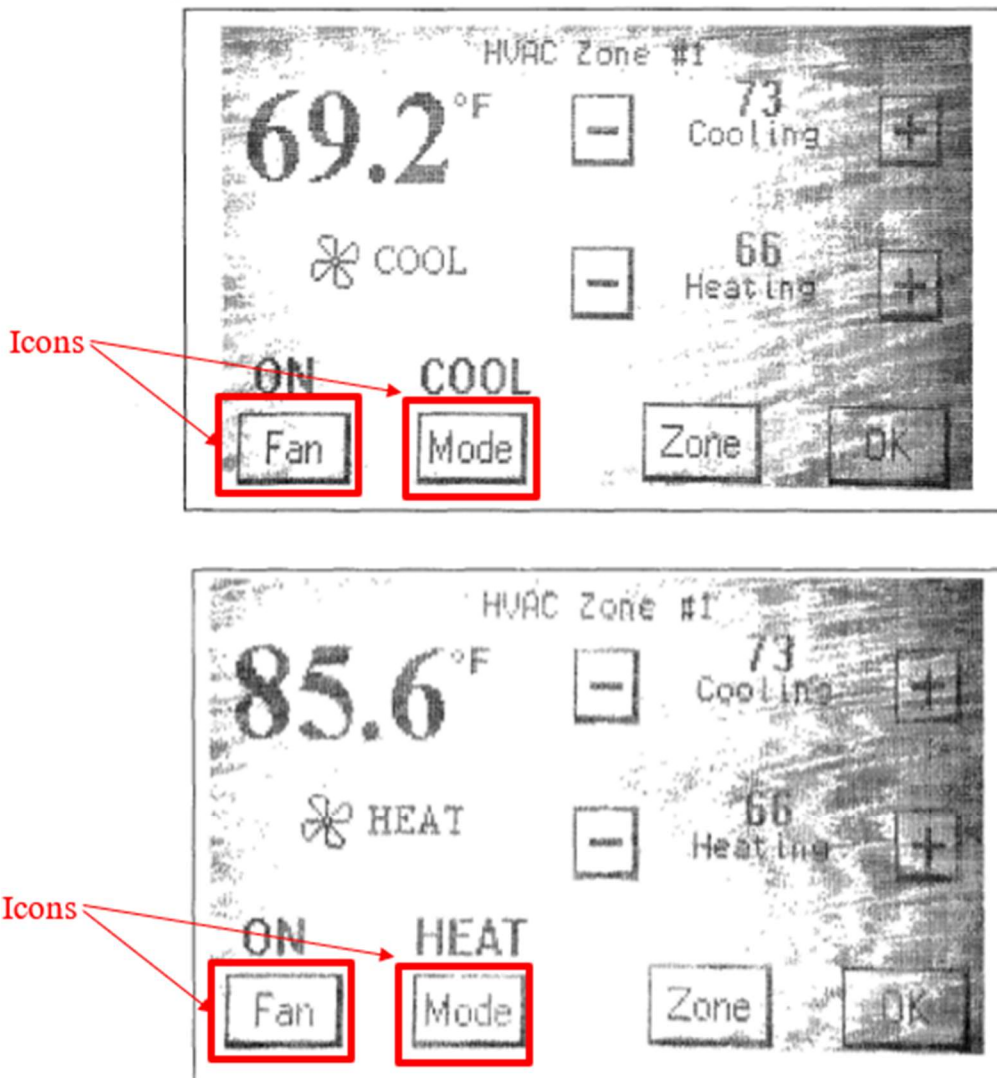 HVAC Zone #1
69.2 °F
− 73 +
Cooling
COOL
− 66 +
Heating
Icons
ON COOL
Fan Mode Zone OK
HVAC Zone #1
85.6 °F
− 73 +
Cooling
HEAT
− 66 +
Heating
Icons
ON HEAT
Fan Mode Zone OK